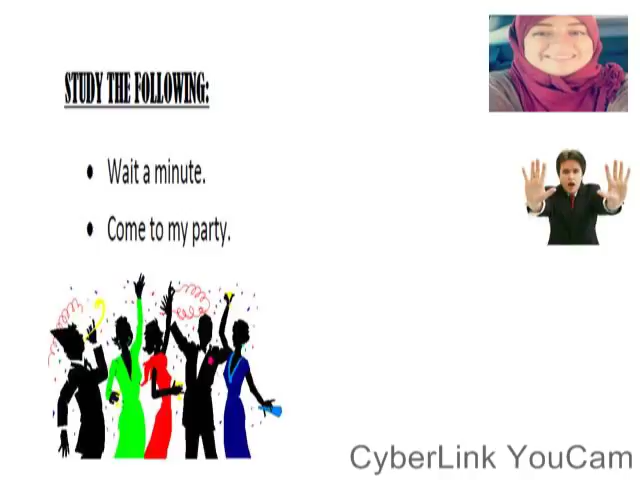 STUDY THE FOLLOWING:
• Wait a minute.
• Come to my party.
CyberLink YouCam